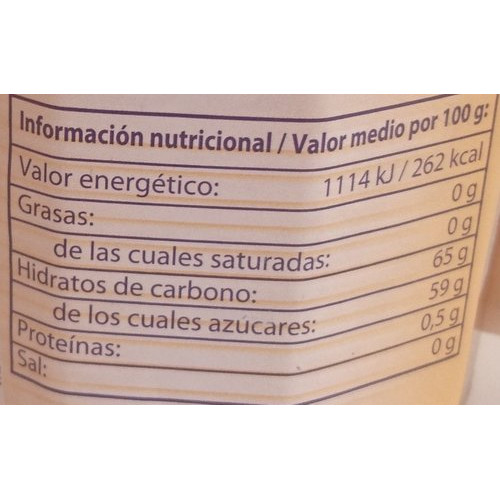 Información nutricional / Valor medio por 100 g:
Valor energético: 1114 kJ / 262 kcal
Grasas: 0 g
de las cuales saturadas: 0 g
Hidratos de carbono: 65 g
de los cuales azúcares: 59 g
Proteínas: 0,5 g
Sal: 0 g